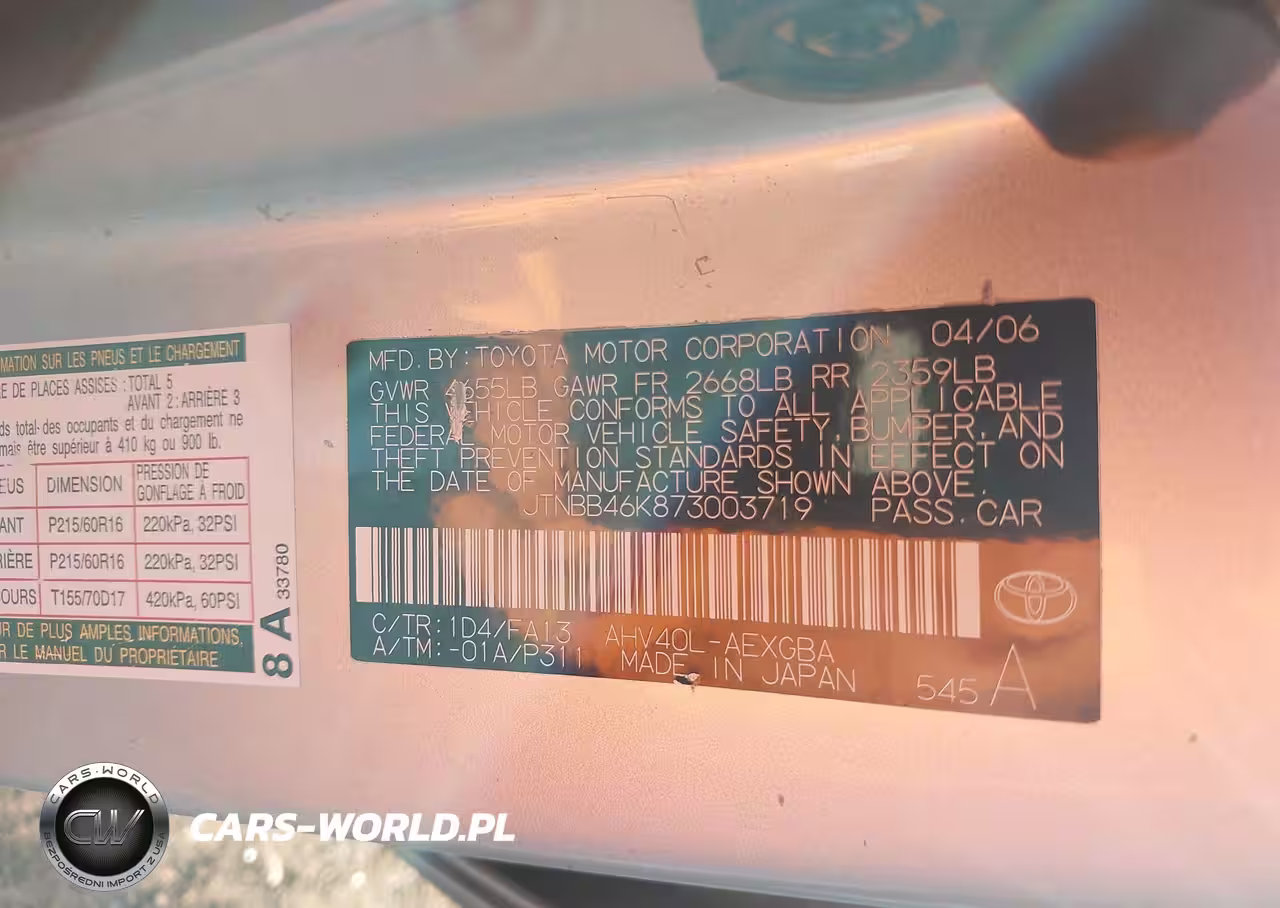 MATION SUR LES PNEUS ET LE CHARGEMENT
E DE PLACES ASSISES : TOTAL 5
AVANT 2 : ARRIÈRE 3
ds total des occupants et du chargement ne
mais être supérieur à 410 kg ou 900 lb.
EUS DIMENSION PRESSION DE GONFLAGE À FROID
ANT P215/60R16 220kPa, 32PSI
RIÈRE P215/60R16 220kPa, 32PSI
OURS T155/70D17 420kPa, 60PSI
R DE PLUS AMPLES INFORMATIONS,
R LE MANUEL DU PROPRIÉTAIRE
8 A 33780
MFD. BY: TOYOTA MOTOR CORPORATION 04/06
GVWR 4655LB GAWR FR 2668LB RR 2359LB
THIS VEHICLE CONFORMS TO ALL APPLICABLE
FEDERAL MOTOR VEHICLE SAFETY, BUMPER, AND
THEFT PREVENTION STANDARDS IN EFFECT ON
THE DATE OF MANUFACTURE SHOWN ABOVE.
JTNBB46K873003719 PASS. CAR
C/TR: 1D4/FA13 AHV40L-AEXGBA
A/TM: -01A/P311 MADE IN JAPAN
545 A
CARS-WORLD
CW
BEZPOŚREDNI IMPORT Z USA
CARS-WORLD.PL